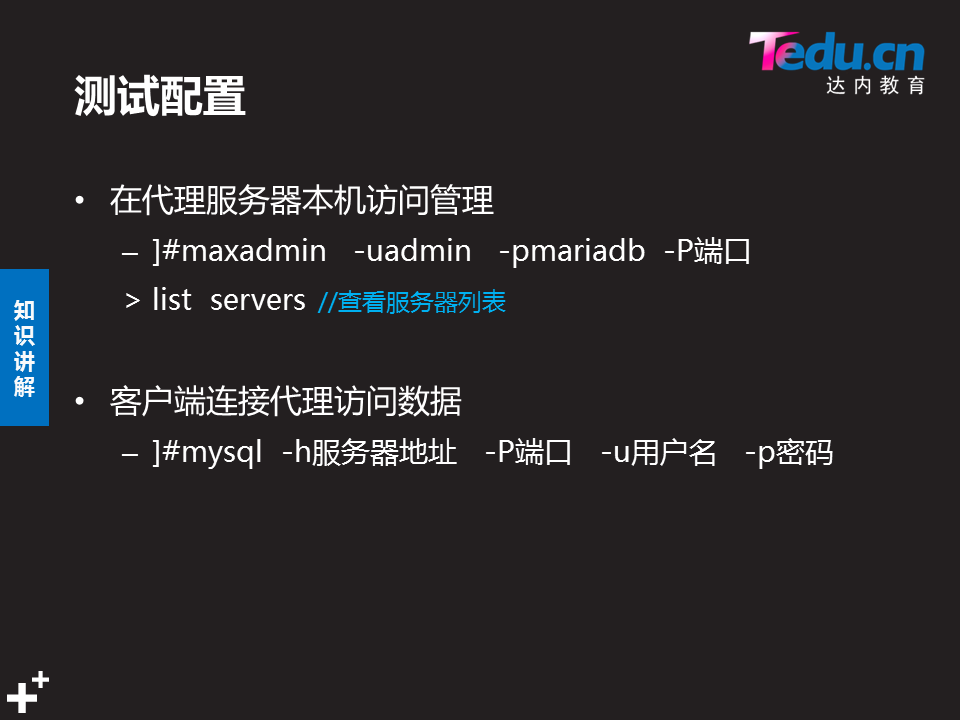 Tedu.cn
达内教育
测试配置
• 在代理服务器本机访问管理
– ]#maxadmin -uadmin -pmariadb -P端口
> list servers //查看服务器列表
知识讲解
• 客户端连接代理访问数据
– ]#mysql -h服务器地址 -P端口 -u用户名 -p密码